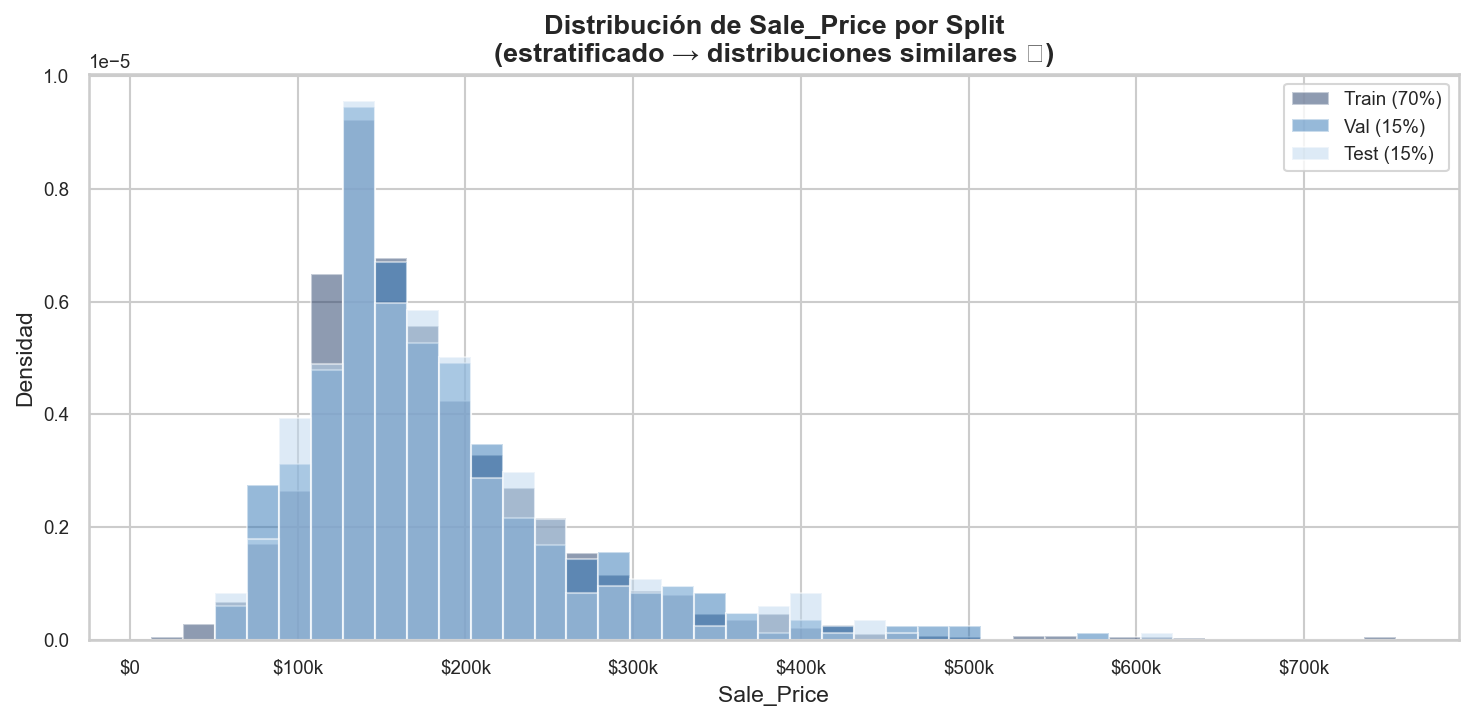 Distribución de Sale_Price por Split
(estratificado → distribuciones similares □)
1e−5
1.0
0.8
0.6
0.4
0.2
0.0
Densidad
Train (70%)
Val (15%)
Test (15%)
$0 $100k $200k $300k $400k $500k $600k $700k
Sale_Price